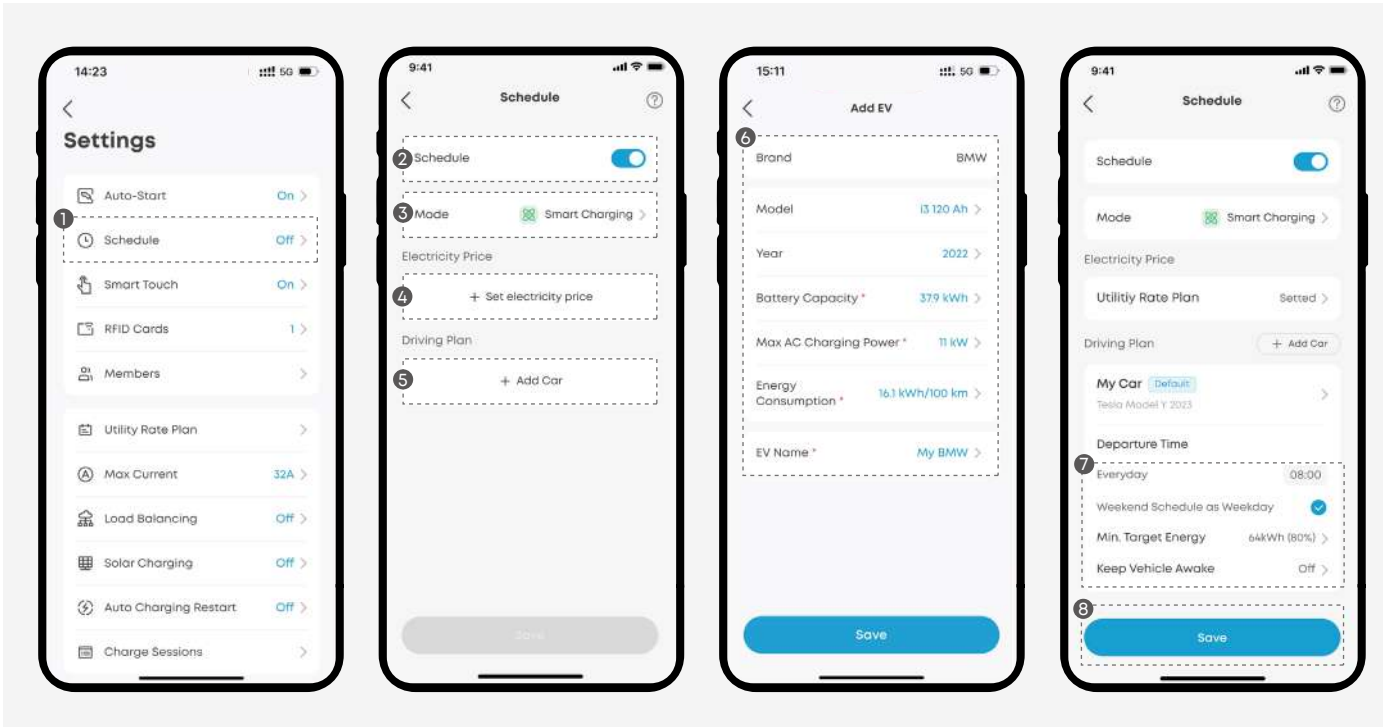 14:23
5G
Settings
Auto-Start On
1
Schedule Off
Smart Touch On
RFID Cards 1
Members
Utility Rate Plan
Max Current 32A
Load Balancing Off
Solar Charging Off
Auto Charging Restart Off
Charge Sessions
9:41
Schedule ?
2 Schedule
3 Mode Smart Charging
Electricity Price
4 + Set electricity price
Driving Plan
5 + Add Car
Save
15:11
5G
Add EV
6
Brand BMW
Model i3 120 Ah
Year 2022
Battery Capacity * 37.9 kWh
Max AC Charging Power * 11 kW
Energy
Consumption * 16.1 kWh/100 km
EV Name * My BMW
Save
9:41
Schedule ?
Schedule
Mode Smart Charging
Electricity Price
Utilitiy Rate Plan Setted
Driving Plan + Add Car
My Car Default
Tesla Model Y 2023
Departure Time
7
Everyday 08:00
Weekend Schedule as Weekday
Min. Target Energy 64kWh (80%)
Keep Vehicle Awake Off
8
Save